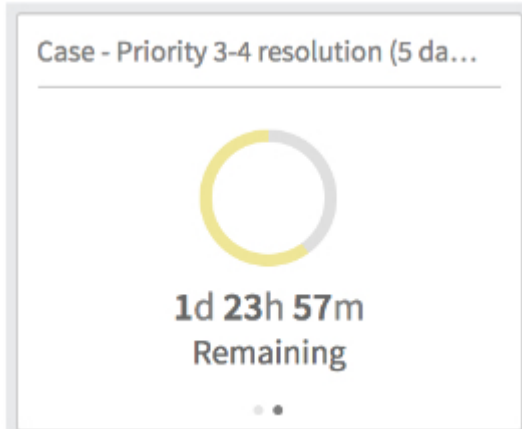 Case - Priority 3-4 resolution (5 da...
1d 23h 57m
Remaining